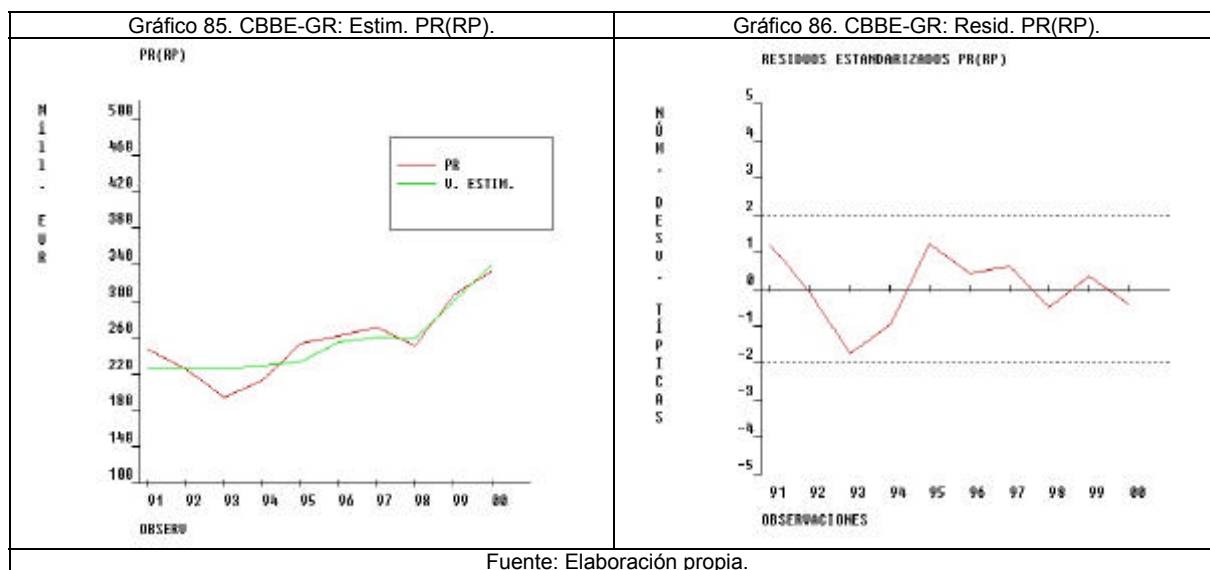 Gráfico 85. CBBE-GR: Estim. PR(RP).
Gráfico 86. CBBE-GR: Resid. PR(RP).
PR(RP)
Mill. EUR
500
460
420
380
340
300
260
220
180
140
100
PR
V. ESTIM.
91 92 93 94 95 96 97 98 99 00
OBSERV
RESIDUOS ESTANDARIZADOS PR(RP)
NÚM. DESV. TÍPICAS
5
4
3
2
1
0
-1
-2
-3
-4
-5
91 92 93 94 95 96 97 98 99 00
OBSERVACIONES
Fuente: Elaboración propia.